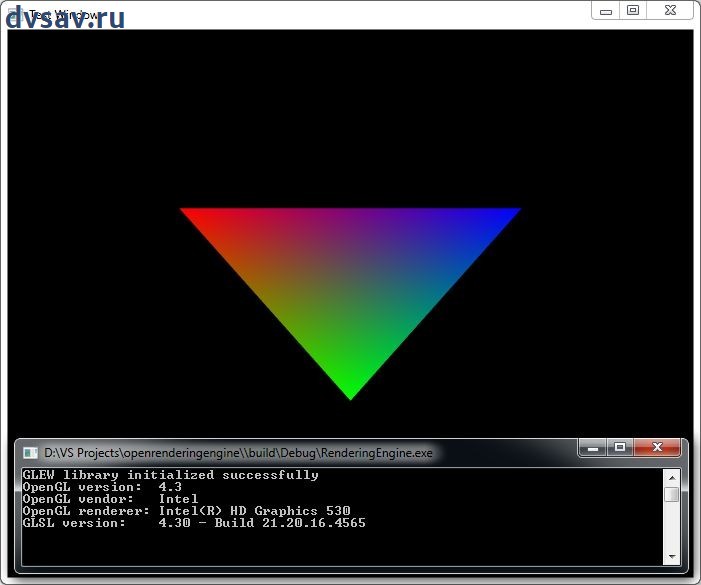 dvsav.ru
Test Window
D:\VS Projects\openrenderingengine\\build\Debug\RenderingEngine.exe
GLEW library initialized successfully
OpenGL version: 4.3
OpenGL vendor: Intel
OpenGL renderer: Intel(R) HD Graphics 530
GLSL version: 4.30 - Build 21.20.16.4565